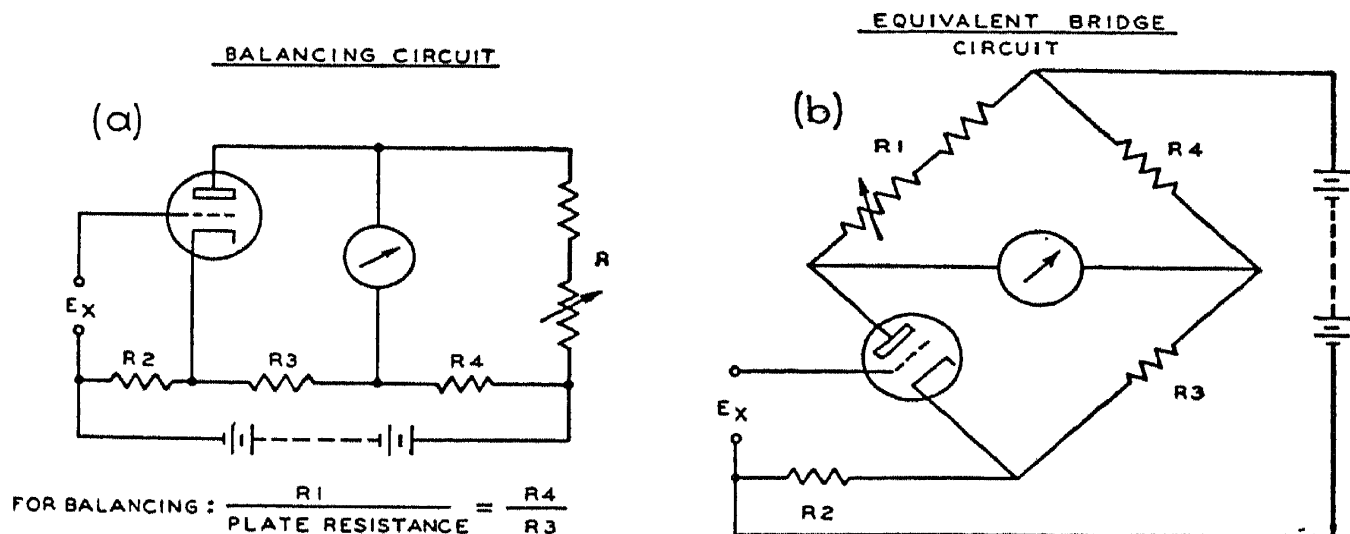 BALANCING CIRCUIT
(a)
R
EX
R2
R3
R4
FOR BALANCING: R1 / PLATE RESISTANCE = R4 / R3
EQUIVALENT BRIDGE
CIRCUIT
(b)
R1
R4
EX
R3
R2